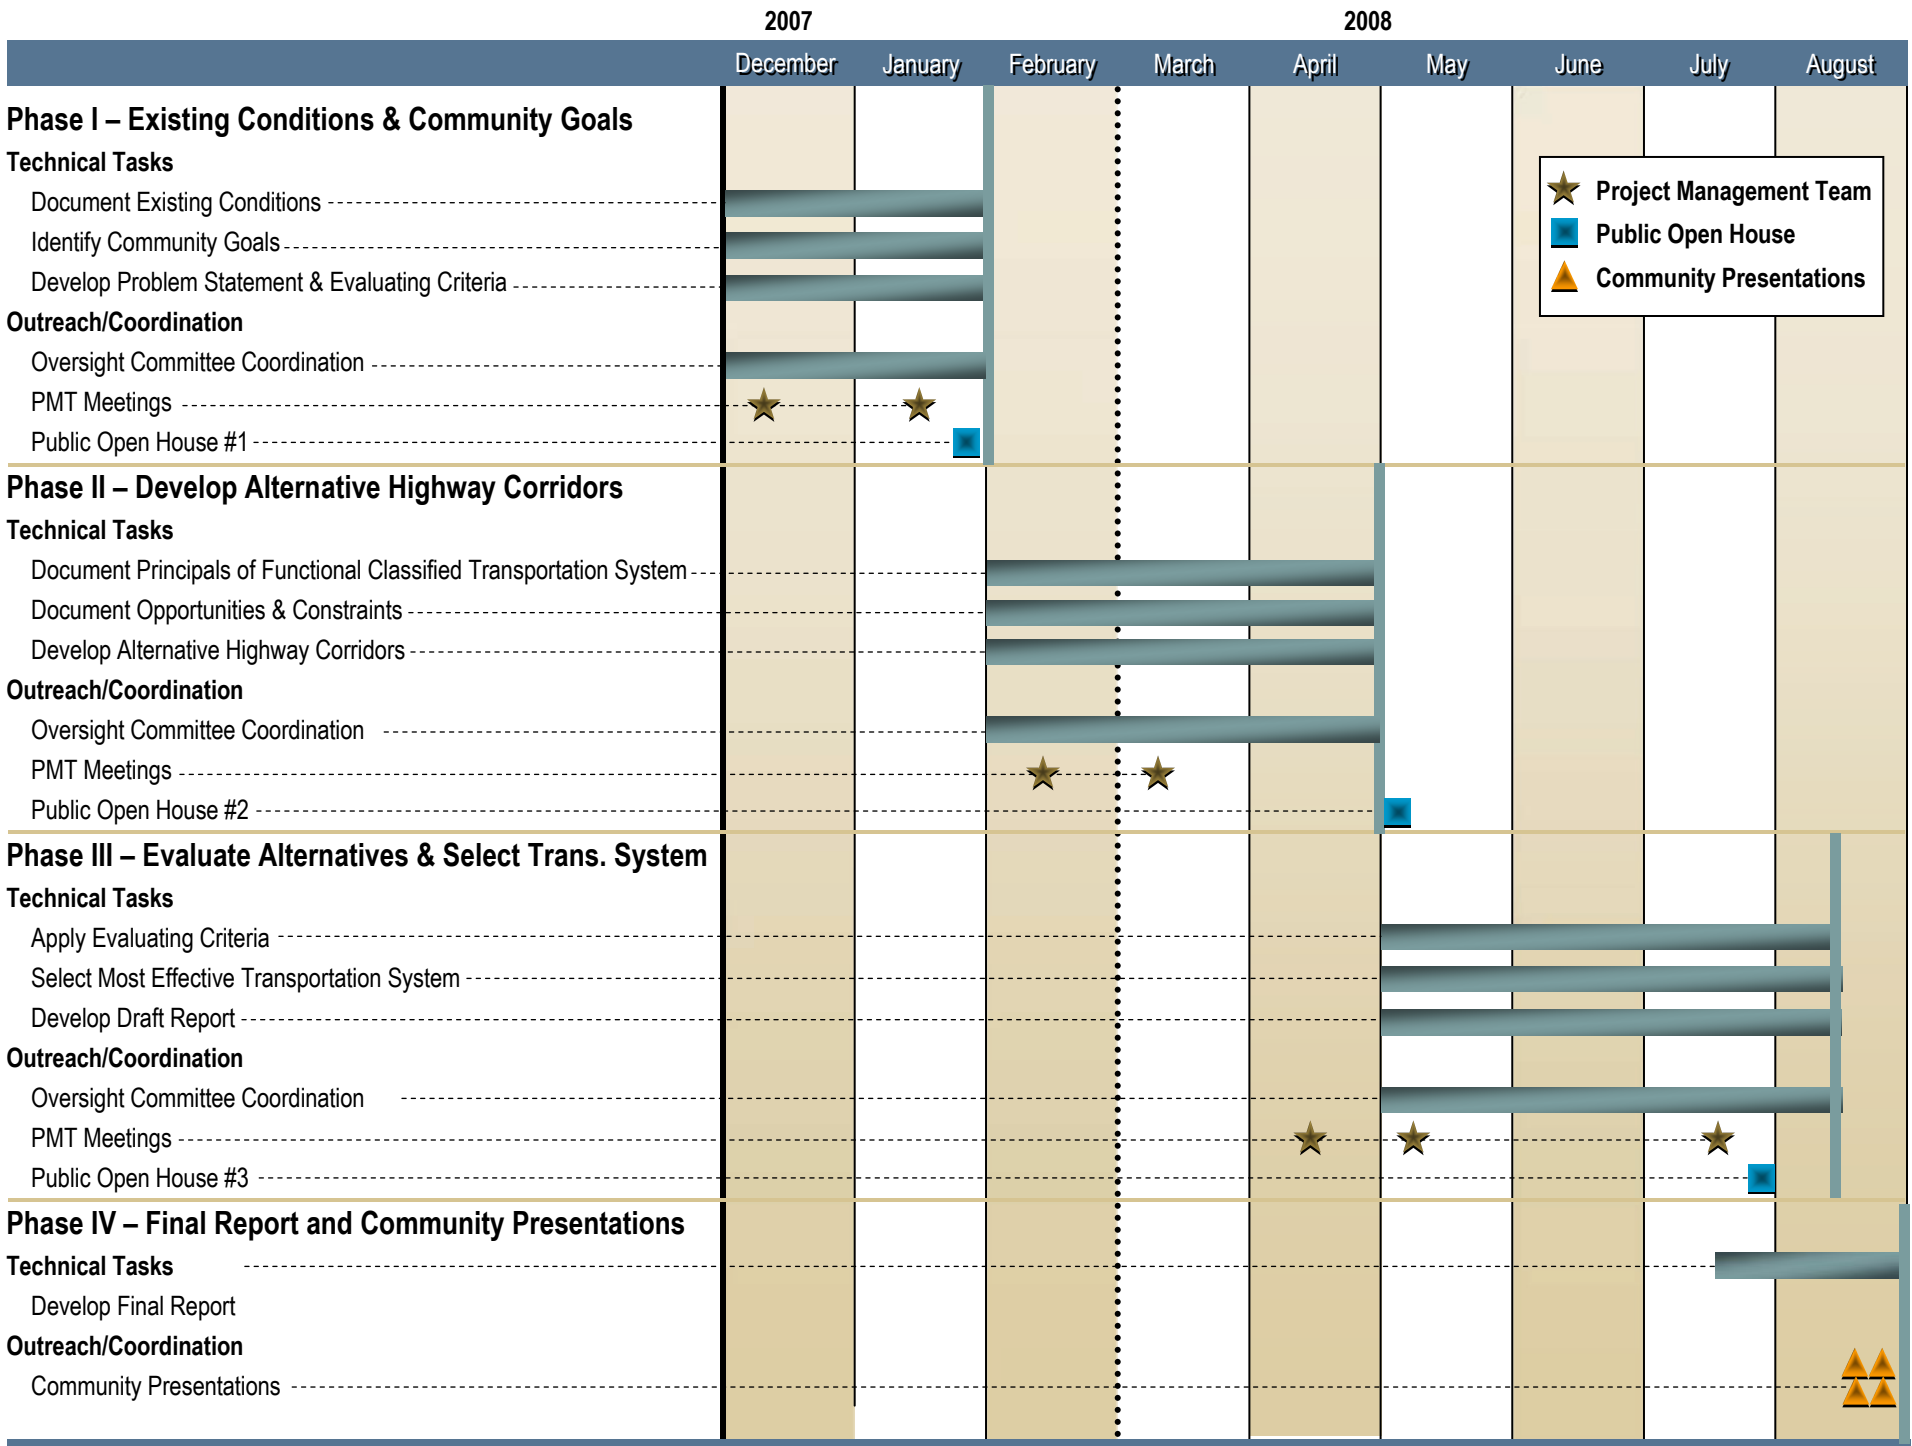 2007 2008
December January February March April May June July August
Phase I – Existing Conditions & Community Goals
Technical Tasks
Document Existing Conditions
Identify Community Goals
Develop Problem Statement & Evaluating Criteria
Outreach/Coordination
Oversight Committee Coordination
PMT Meetings
Public Open House #1
Project Management Team
Public Open House
Community Presentations
Phase II – Develop Alternative Highway Corridors
Technical Tasks
Document Principals of Functional Classified Transportation System
Document Opportunities & Constraints
Develop Alternative Highway Corridors
Outreach/Coordination
Oversight Committee Coordination
PMT Meetings
Public Open House #2
Phase III – Evaluate Alternatives & Select Trans. System
Technical Tasks
Apply Evaluating Criteria
Select Most Effective Transportation System
Develop Draft Report
Outreach/Coordination
Oversight Committee Coordination
PMT Meetings
Public Open House #3
Phase IV – Final Report and Community Presentations
Technical Tasks
Develop Final Report
Outreach/Coordination
Community Presentations